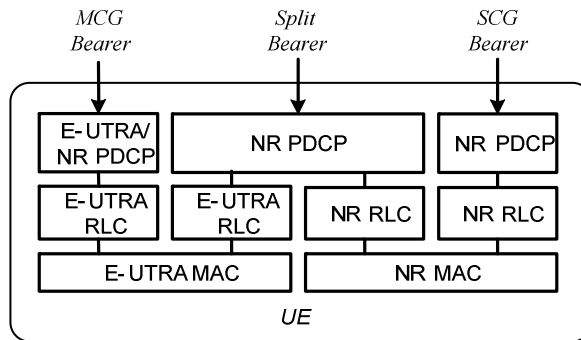 MCG
Bearer
Split
Bearer
SCG
Bearer
E-UTRA/
NR PDCP
NR PDCP
NR PDCP
E-UTRA
RLC
E-UTRA
RLC
NR RLC
NR RLC
E-UTRA MAC
NR MAC
UE